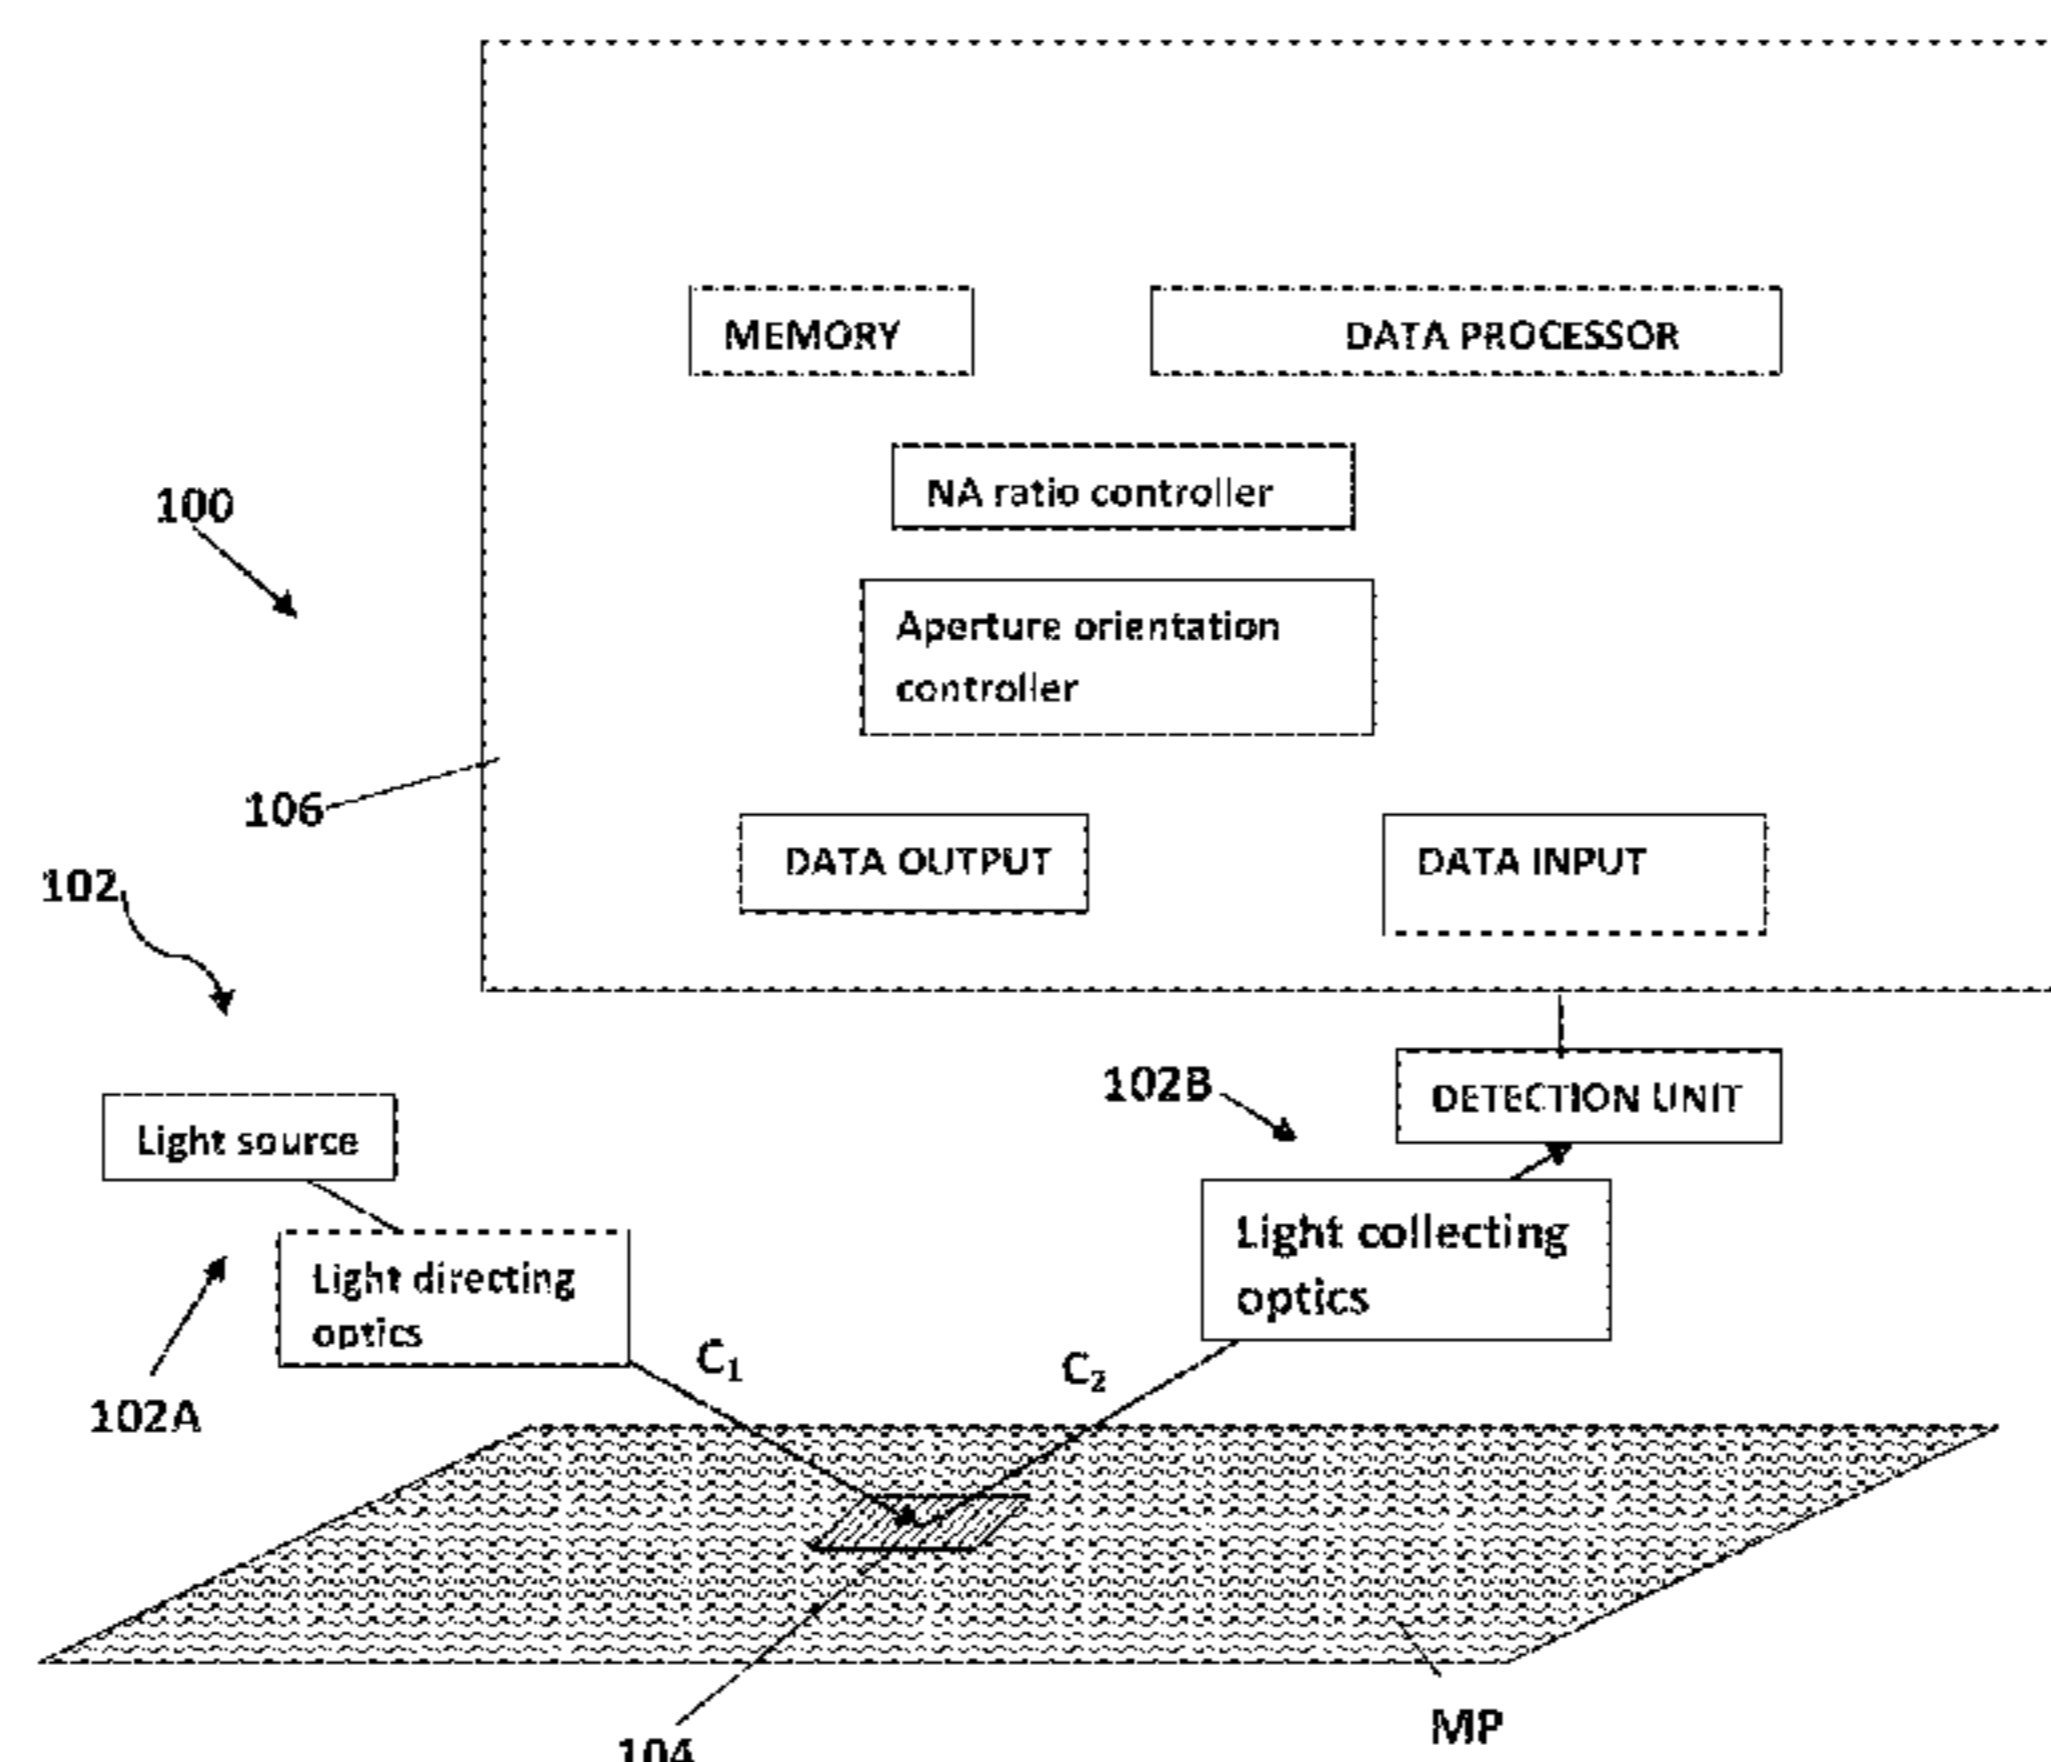 MEMORY
DATA PROCESSOR
NA ratio controller
100
Aperture orientation
controller
106
DATA OUTPUT
DATA INPUT
102
102B
DETECTION UNIT
Light source
Light collecting
optics
Light directing
optics
C₁
C₂
102A
MP
104